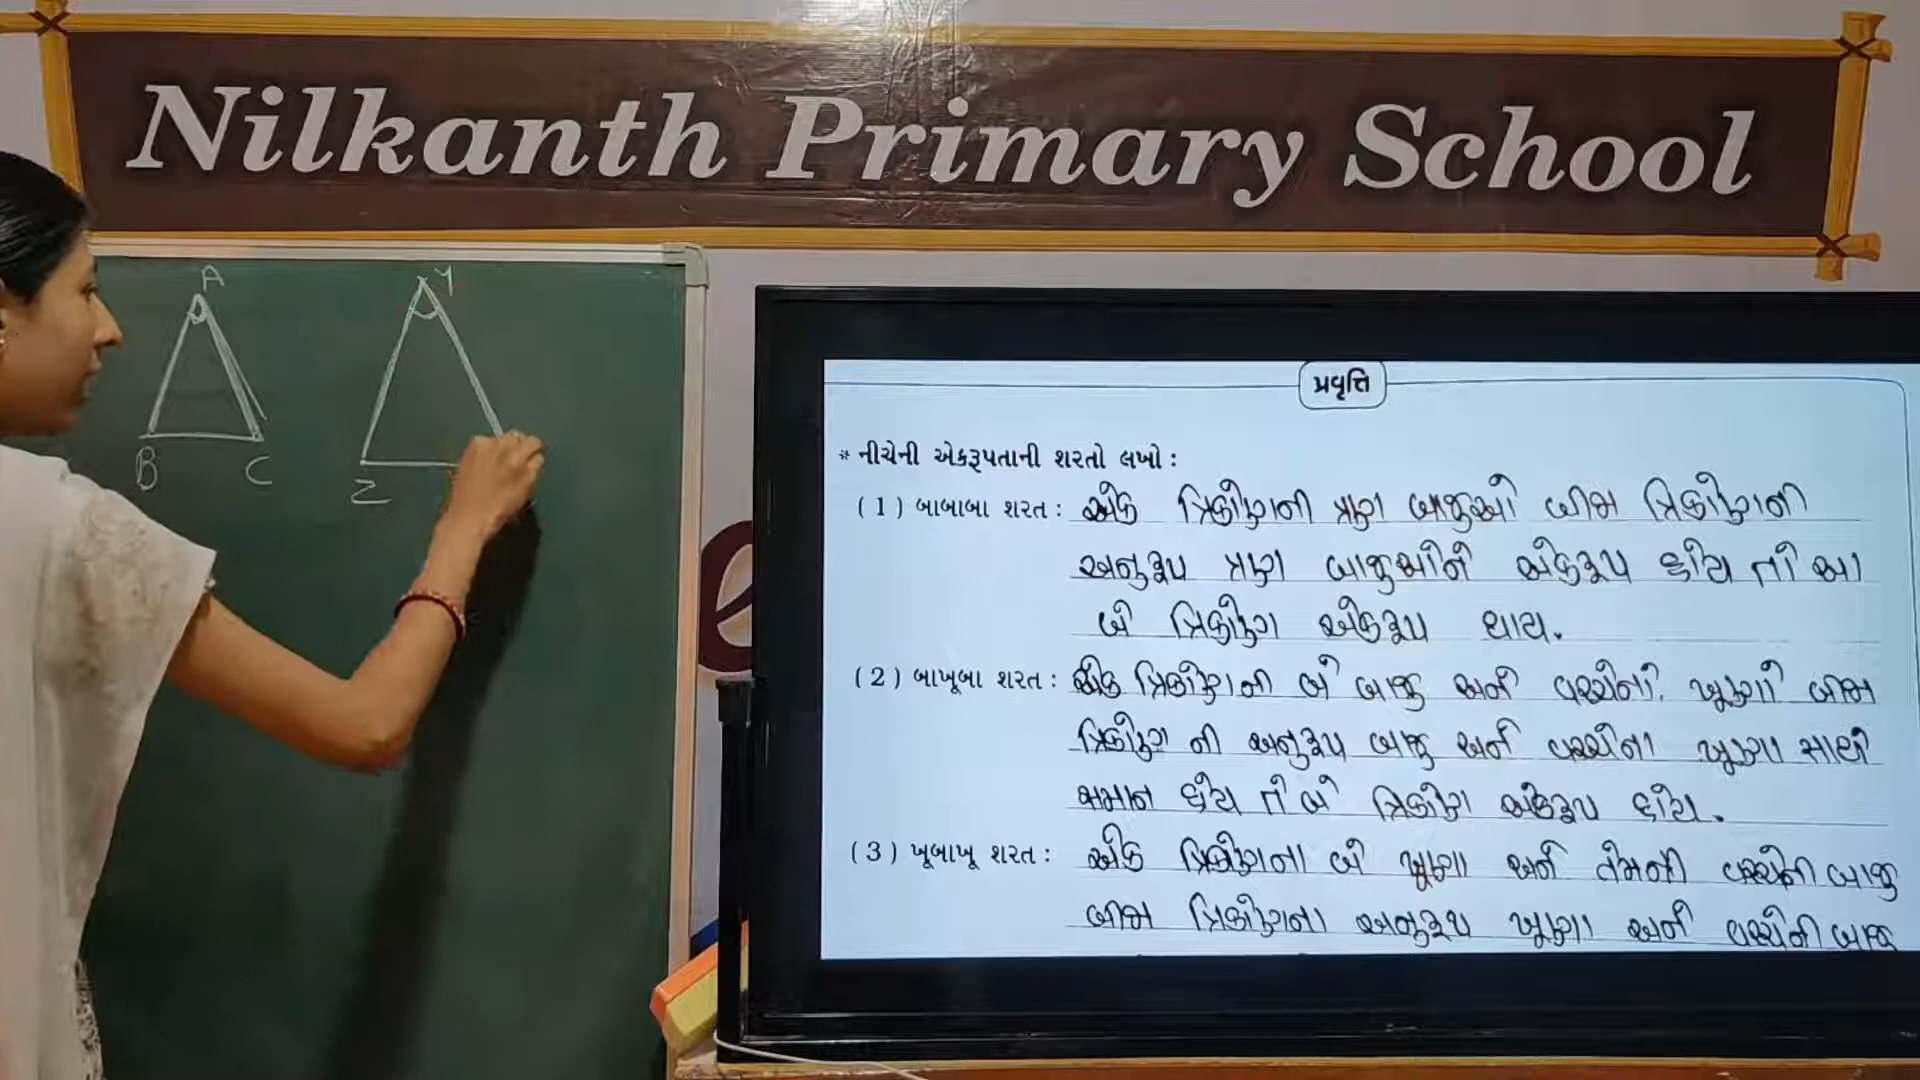 Nilkanth Primary School
A
Y
B
C
Z
પ્રવૃત્તિ
* નીચેની એકરૂપતાની શરતો લખો :
(1) બાબાબા શરત : એક ત્રિકોણની ત્રણ બાજુઓ બીજા ત્રિકોણની
અનુરૂપ ત્રણ બાજુઓને એકરૂપ હોય તો આ
બે ત્રિકોણ એકરૂપ થાય.
(2) બાખૂબા શરત : એક ત્રિકોણની બે બાજુ અને વચ્ચેનો ખૂણો બીજા
ત્રિકોણ ની અનુરૂપ બાજુ અને વચ્ચેના ખૂણા સાથે
સમાન હોય તે બે ત્રિકોણ એકરૂપ હોય.
(3) ખૂબાખૂ શરત : એક ત્રિકોણના બે ખૂણા અને તેમની વચ્ચેની બાજુ
બીજા ત્રિકોણના અનુરૂપ ખૂણા અને વચ્ચેની બાજુ